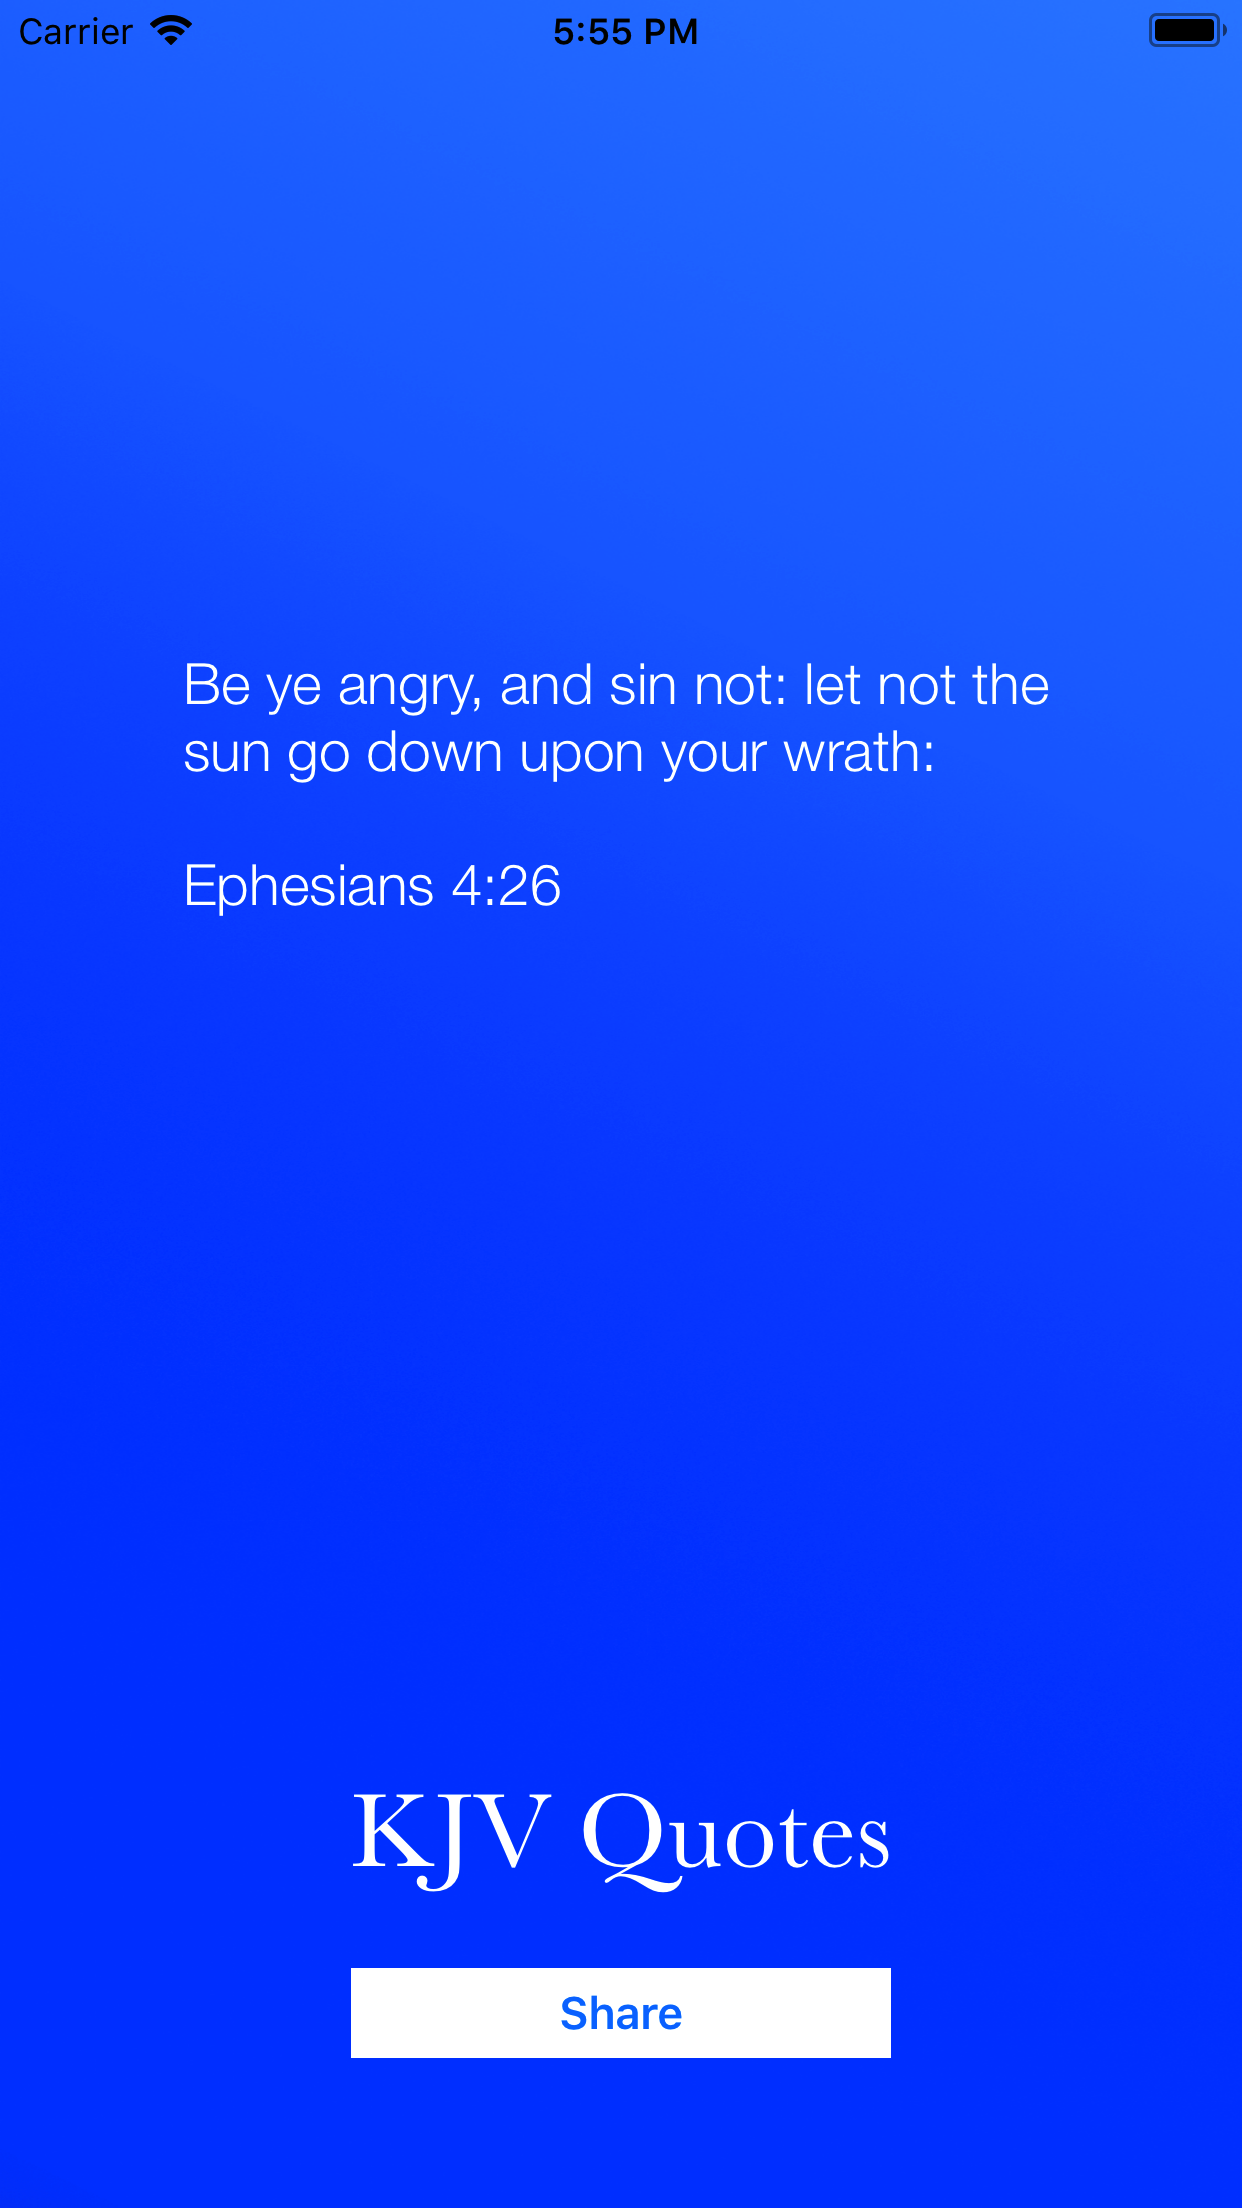 Carrier 5:55 PM
Be ye angry, and sin not: let not the
sun go down upon your wrath:
Ephesians 4:26
KJV Quotes
Share